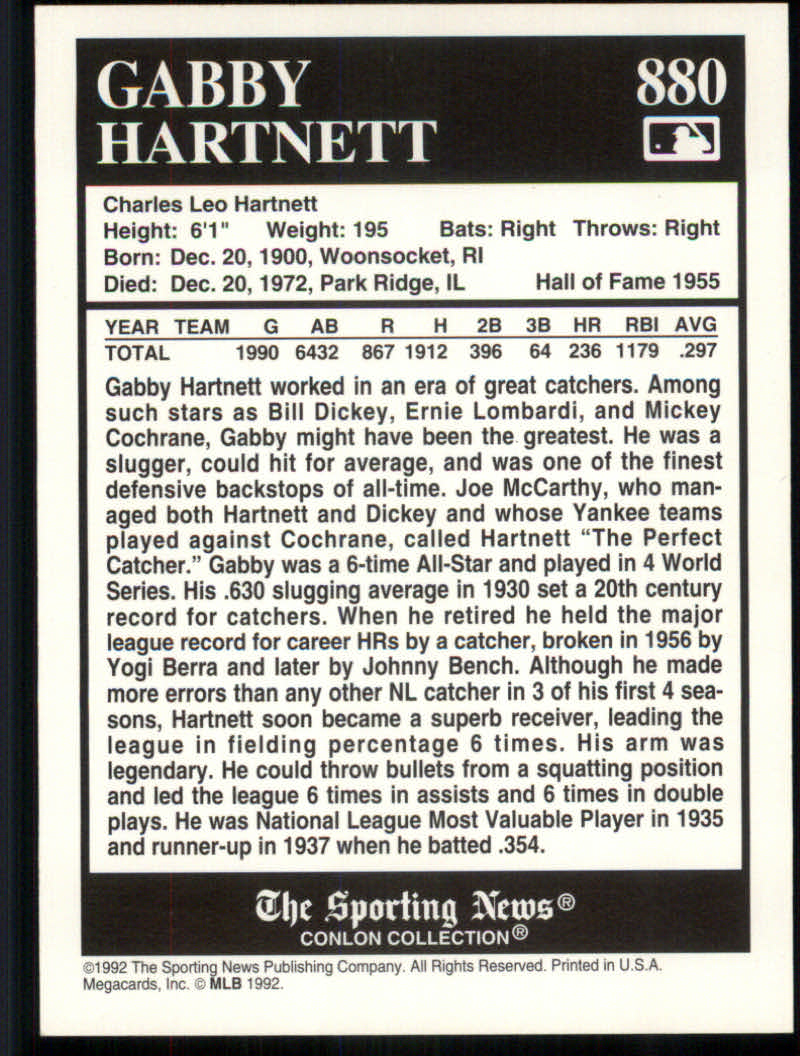 GABBY 880
HARTNETT
Charles Leo Hartnett
Height: 6'1" Weight: 195 Bats: Right Throws: Right
Born: Dec. 20, 1900, Woonsocket, RI
Died: Dec. 20, 1972, Park Ridge, IL Hall of Fame 1955
YEAR TEAM G AB R H 2B 3B HR RBI AVG
TOTAL 1990 6432 867 1912 396 64 236 1179 .297
Gabby Hartnett worked in an era of great catchers. Among
such stars as Bill Dickey, Ernie Lombardi, and Mickey
Cochrane, Gabby might have been the greatest. He was a
slugger, could hit for average, and was one of the finest
defensive backstops of all-time. Joe McCarthy, who man-
aged both Hartnett and Dickey and whose Yankee teams
played against Cochrane, called Hartnett “The Perfect
Catcher.” Gabby was a 6-time All-Star and played in 4 World
Series. His .630 slugging average in 1930 set a 20th century
record for catchers. When he retired he held the major
league record for career HRs by a catcher, broken in 1956 by
Yogi Berra and later by Johnny Bench. Although he made
more errors than any other NL catcher in 3 of his first 4 sea-
sons, Hartnett soon became a superb receiver, leading the
league in fielding percentage 6 times. His arm was
legendary. He could throw bullets from a squatting position
and led the league 6 times in assists and 6 times in double
plays. He was National League Most Valuable Player in 1935
and runner-up in 1937 when he batted .354.
The Sporting News®
CONLON COLLECTION®
©1992 The Sporting News Publishing Company. All Rights Reserved. Printed in U.S.A.
Megacards, Inc. © MLB 1992.